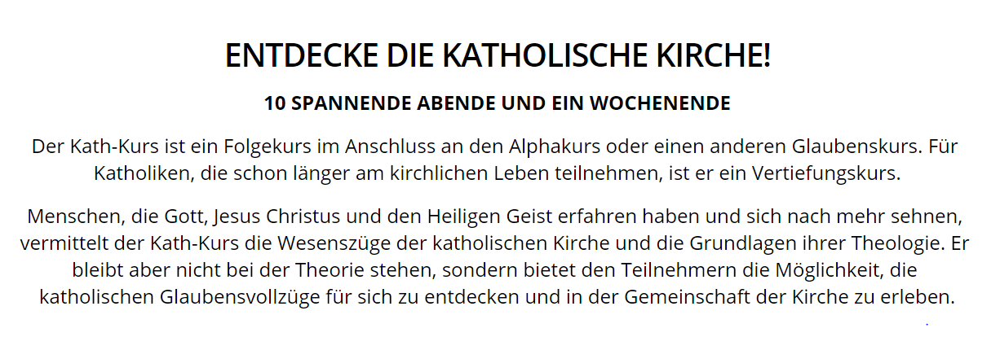 ENTDECKE DIE KATHOLISCHE KIRCHE!
10 SPANNENDE ABENDE UND EIN WOCHENENDE
Der Kath-Kurs ist ein Folgekurs im Anschluss an den Alphakurs oder einen anderen Glaubenskurs. Für
Katholiken, die schon länger am kirchlichen Leben teilnehmen, ist er ein Vertiefungskurs.
Menschen, die Gott, Jesus Christus und den Heiligen Geist erfahren haben und sich nach mehr sehnen,
vermittelt der Kath-Kurs die Wesenszüge der katholischen Kirche und die Grundlagen ihrer Theologie. Er
bleibt aber nicht bei der Theorie stehen, sondern bietet den Teilnehmern die Möglichkeit, die
katholischen Glaubensvollzüge für sich zu entdecken und in der Gemeinschaft der Kirche zu erleben.